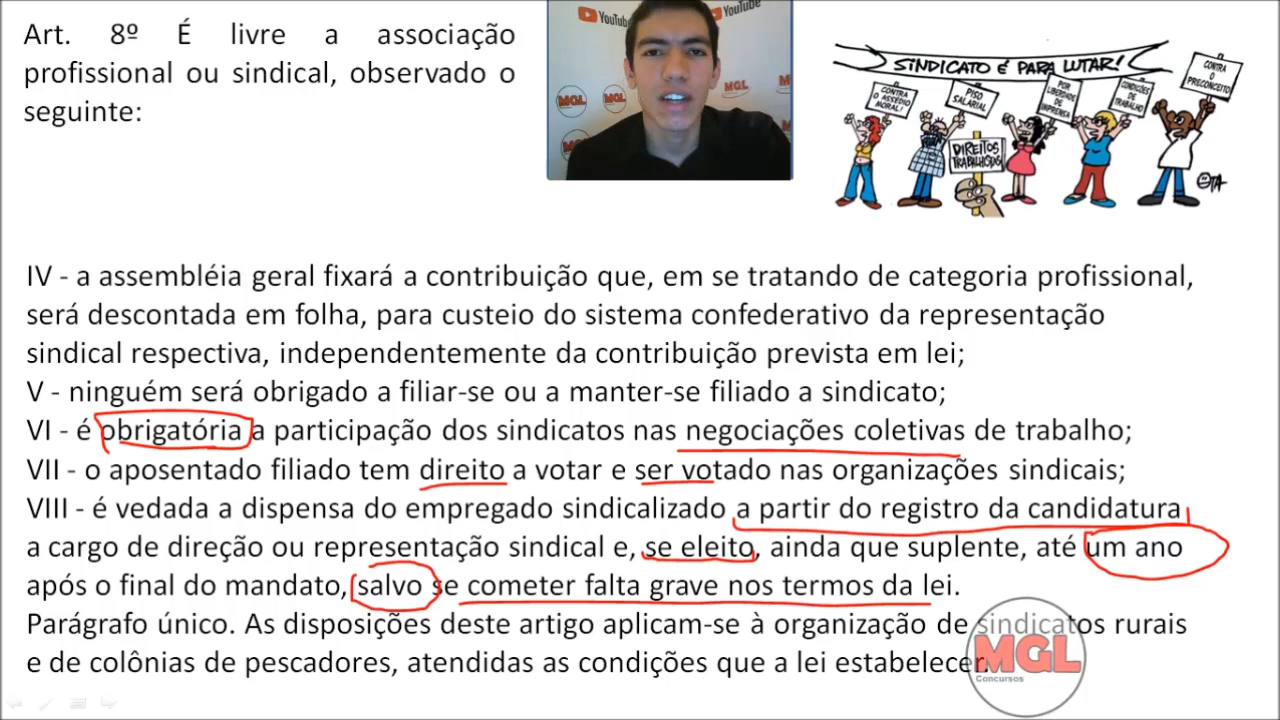 Art. 8º É livre a associação
profissional ou sindical, observado o
seguinte:
YouTube
YouTube
MGL
MGL
MGL
MGL
SINDICATO É PARA LUTAR!
CONTRA O ASSÉDIO MORAL!
PISO SALARIAL
POR LIBERDADE DE IMPRENSA
CONDIÇÕES DE TRABALHO
CONTRA O PRECONCEITO
DIREITOS TRABALHISTAS
IV - a assembléia geral fixará a contribuição que, em se tratando de categoria profissional,
será descontada em folha, para custeio do sistema confederativo da representação
sindical respectiva, independentemente da contribuição prevista em lei;
V - ninguém será obrigado a filiar-se ou a manter-se filiado a sindicato;
VI - é obrigatória a participação dos sindicatos nas negociações coletivas de trabalho;
VII - o aposentado filiado tem direito a votar e ser votado nas organizações sindicais;
VIII - é vedada a dispensa do empregado sindicalizado a partir do registro da candidatura
a cargo de direção ou representação sindical e, se eleito, ainda que suplente, até um ano
após o final do mandato, salvo se cometer falta grave nos termos da lei.
Parágrafo único. As disposições deste artigo aplicam-se à organização de sindicatos rurais
e de colônias de pescadores, atendidas as condições que a lei estabelecer.
MGL
Concursos